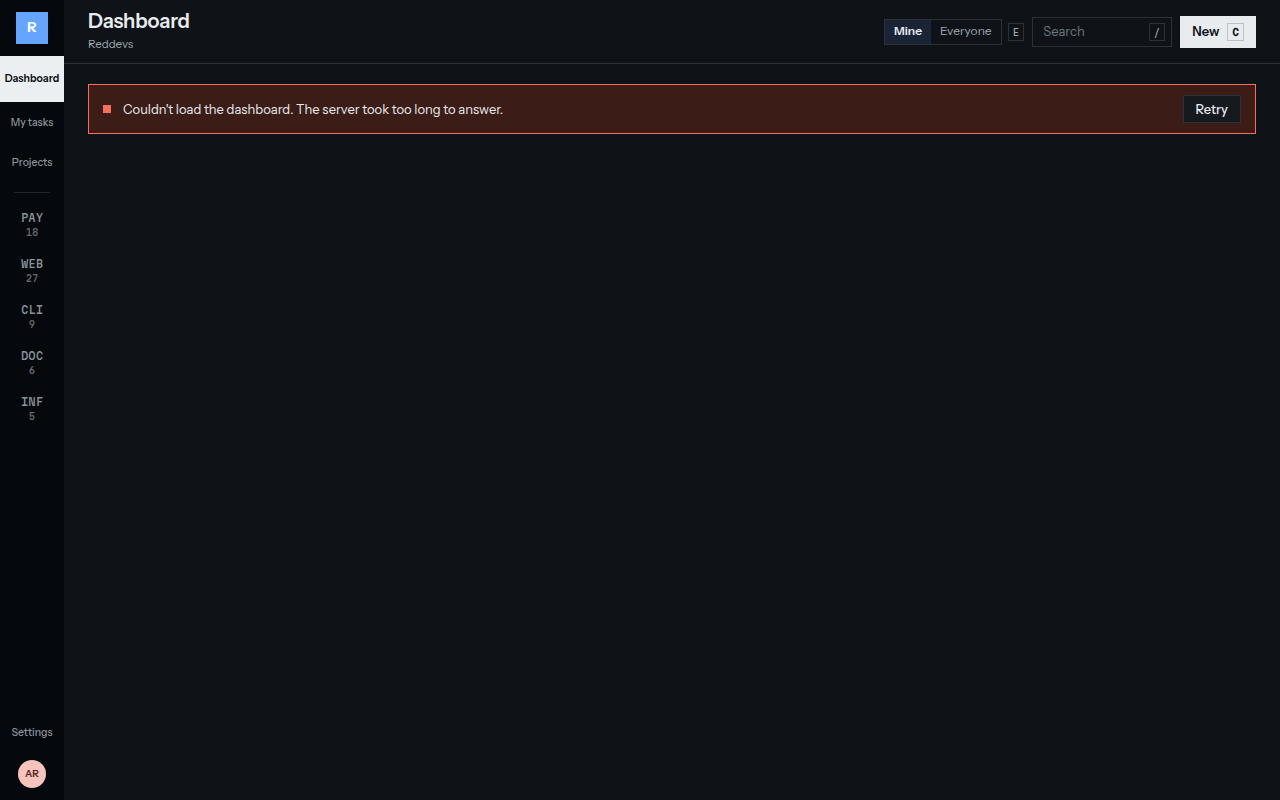 R
Dashboard
My tasks
Projects
PAY
18
WEB
27
CLI
9
DOC
6
INF
5
Settings
AR
Dashboard
Reddevs
Mine Everyone E Search / New C
Couldn't load the dashboard. The server took too long to answer. Retry